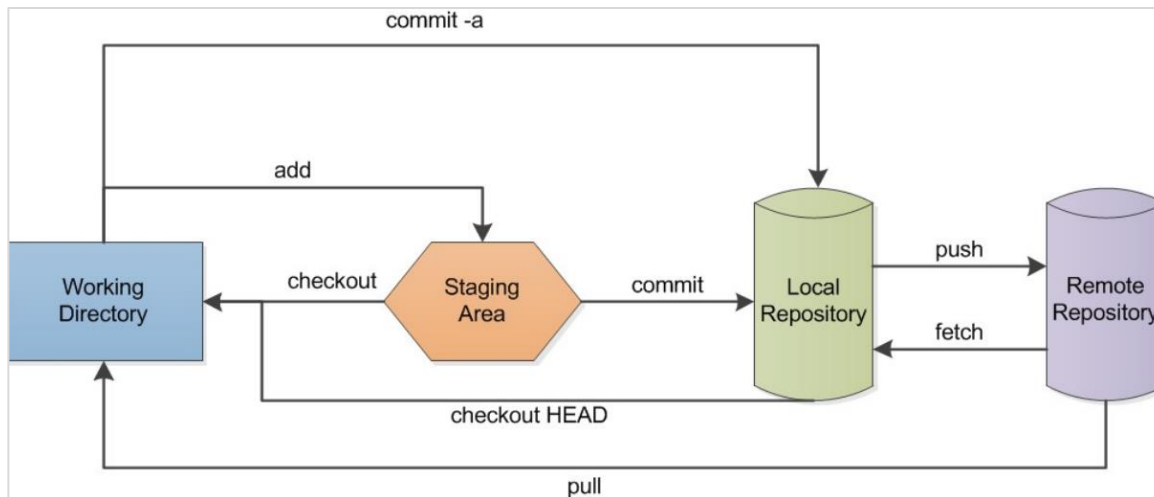 commit -a
add
Working
Directory
checkout
Staging
Area
commit
Local
Repository
push
fetch
Remote
Repository
checkout HEAD
pull